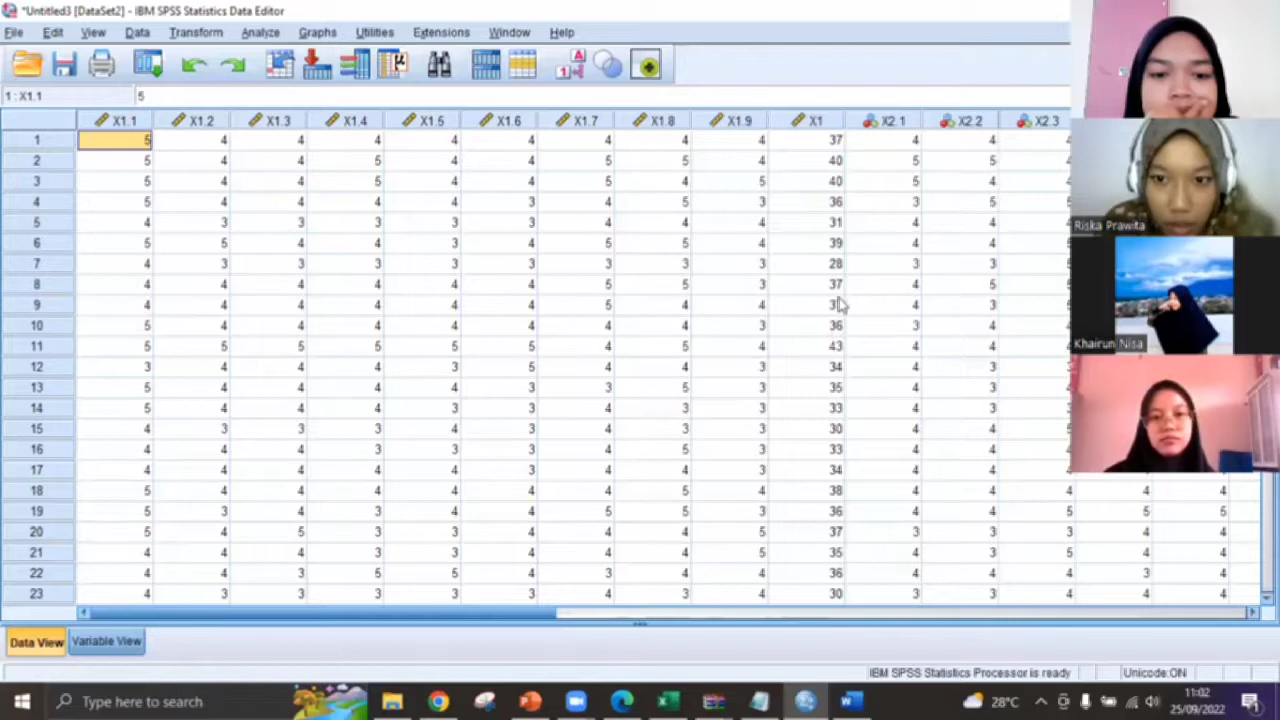 *Untitled3 [DataSet2] - IBM SPSS Statistics Data Editor
File Edit View Data Transform Analyze Graphs Utilities Extensions Window Help
1 : X1.1 5
X1.1 X1.2 X1.3 X1.4 X1.5 X1.6 X1.7 X1.8 X1.9 X1 X2.1 X2.2 X2.3
1 5 4 4 4 4 4 4 4 4 37 4 4 4
2 5 4 4 5 4 4 5 5 4 40 5 5 4
3 5 4 4 5 4 4 5 4 5 40 5 4 4
4 5 4 4 4 4 3 4 5 3 36 3 5
5 4 3 3 3 3 3 4 4 4 31 4 4
6 5 5 4 4 3 4 5 5 4 39 4 4
7 4 3 3 3 3 3 3 3 3 28 3 3
8 4 4 4 4 4 4 5 5 3 37 4 5
9 4 4 4 4 4 4 5 4 4 4 3
10 5 4 4 4 4 4 4 4 3 36 3 4
11 5 5 5 5 5 5 4 5 4 43 4 4
12 3 4 4 4 3 5 4 4 3 34 4 3
13 5 4 4 4 4 3 3 5 3 35 4 4
14 5 4 4 4 3 3 4 3 3 33 4 4
15 4 3 3 3 3 3 4 4 3 30 4 4
16 4 4 4 3 3 3 4 5 3 33 4 4
17 4 4 4 4 4 3 4 4 3 34 4 4
18 5 4 4 4 4 4 4 5 4 38 4 4 4 4 4
19 5 3 4 3 4 4 5 5 3 36 4 4 5 5 5
20 5 4 5 3 3 4 4 4 5 37 3 3 3 4 4
21 4 4 4 3 3 4 4 4 5 35 4 3 5 4 4
22 4 4 3 5 5 4 3 4 4 36 4 4 4 3 4
23 4 3 3 3 3 3 4 3 4 30 3 3 4 4 4
Riska Prawita
Khairun Nisa
Data View Variable View
IBM SPSS Statistics Processor is ready Unicode:ON
Type here to search
28°C
11:02
25/09/2022